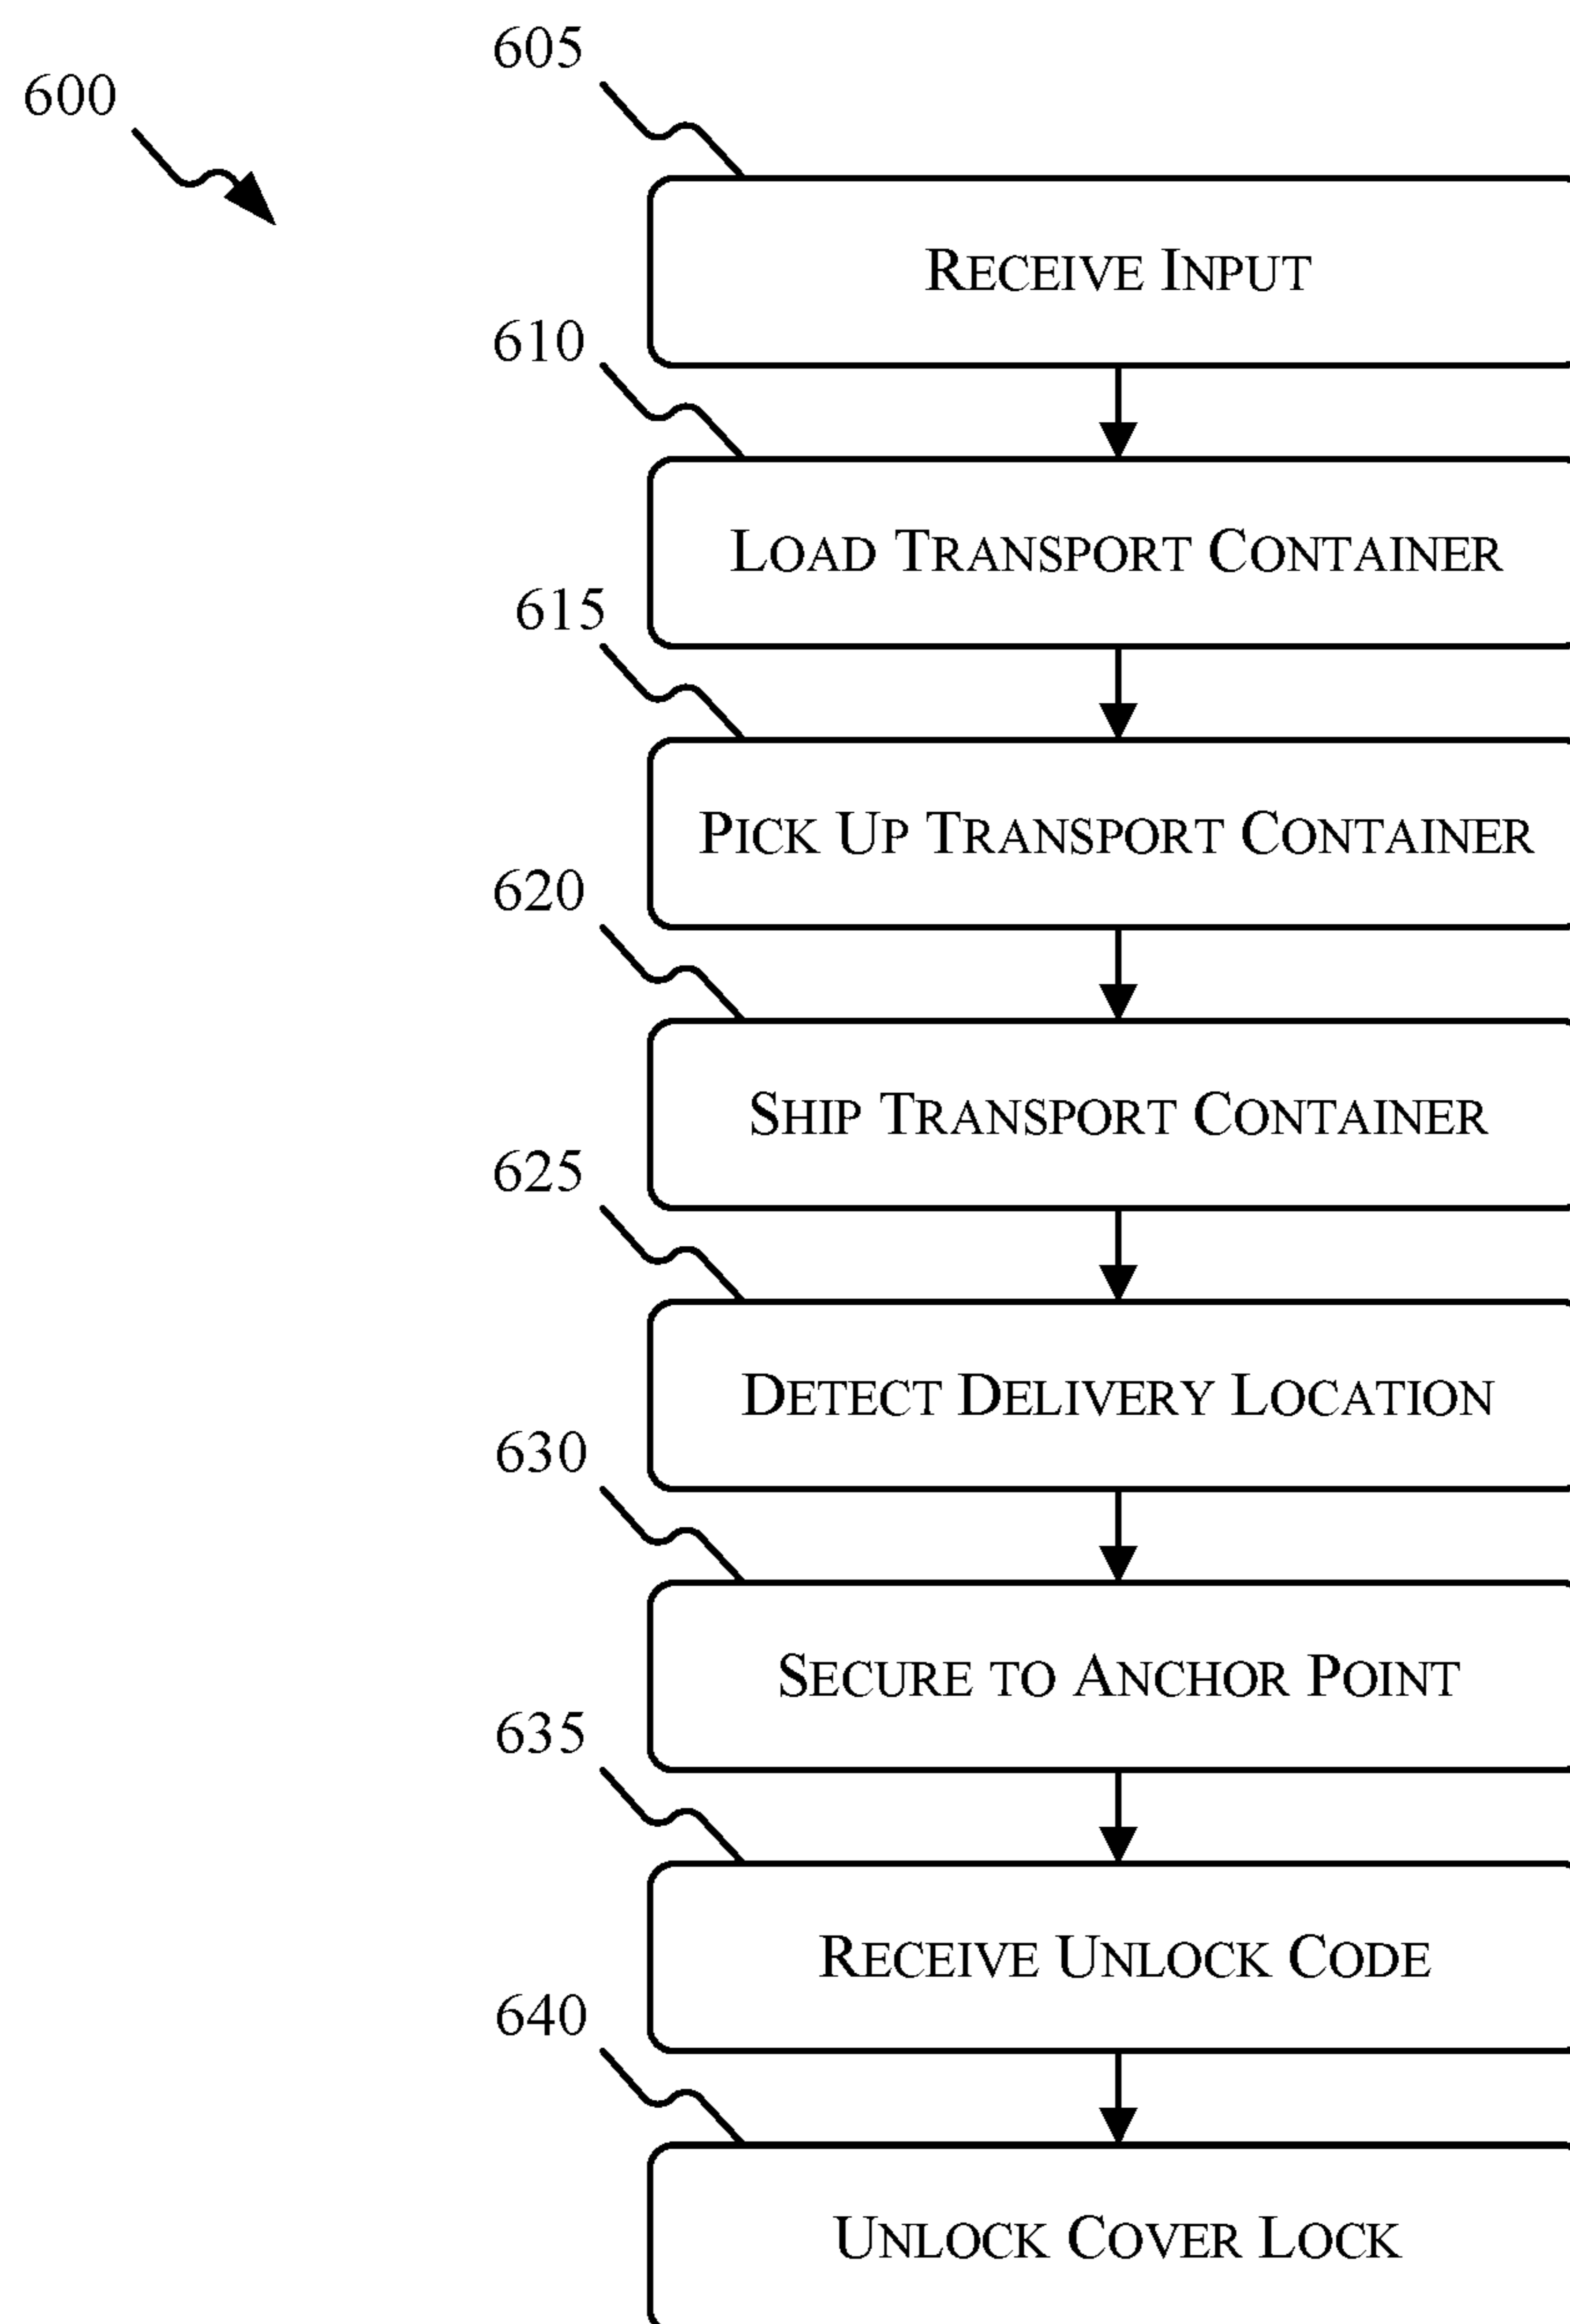 605
600
RECEIVE INPUT
610
LOAD TRANSPORT CONTAINER
615
PICK UP TRANSPORT CONTAINER
620
SHIP TRANSPORT CONTAINER
625
DETECT DELIVERY LOCATION
630
SECURE TO ANCHOR POINT
635
RECEIVE UNLOCK CODE
640
UNLOCK COVER LOCK